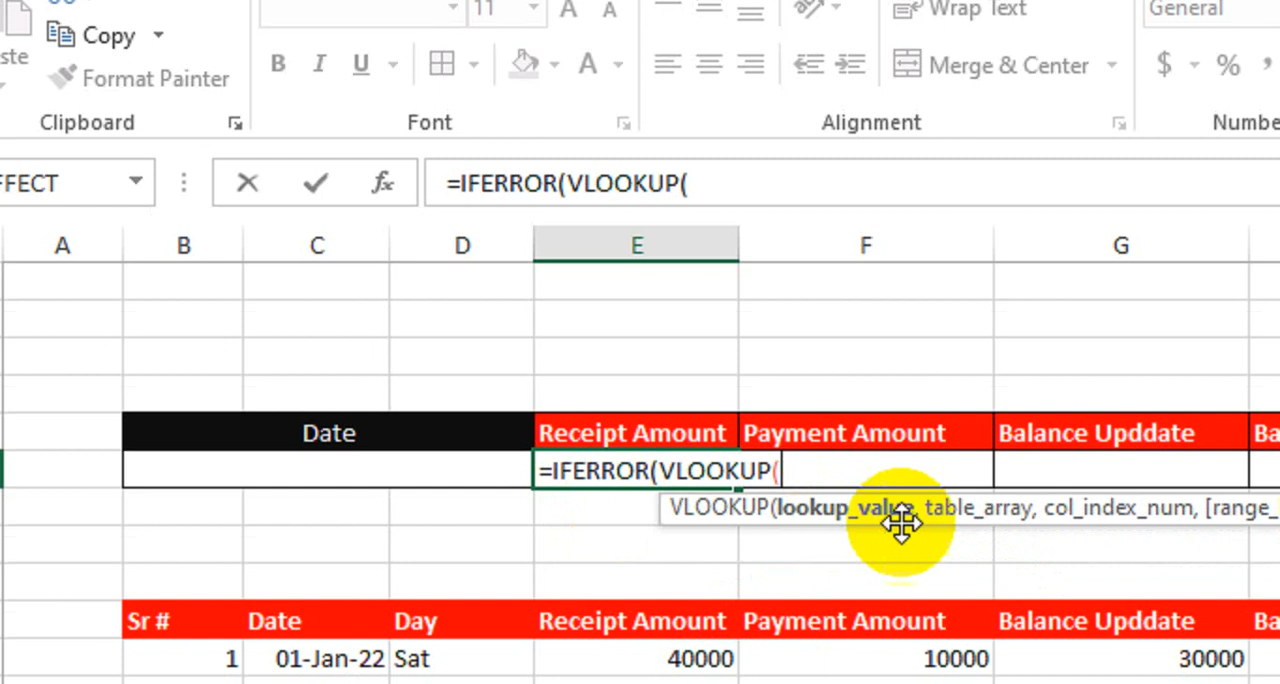 11 A A Wrap Text General
Copy
ste
B I U A Merge & Center $ % ,
Format Painter
Clipboard Font Alignment Numbe
FFECT fx =IFERROR(VLOOKUP(
A B C D E F G
Date Receipt Amount Payment Amount Balance Upddate Ba
=IFERROR(VLOOKUP(
VLOOKUP(lookup_value, table_array, col_index_num, [range_
Sr # Date Day Receipt Amount Payment Amount Balance Upddate Ba
1 01-Jan-22 Sat 40000 10000 30000